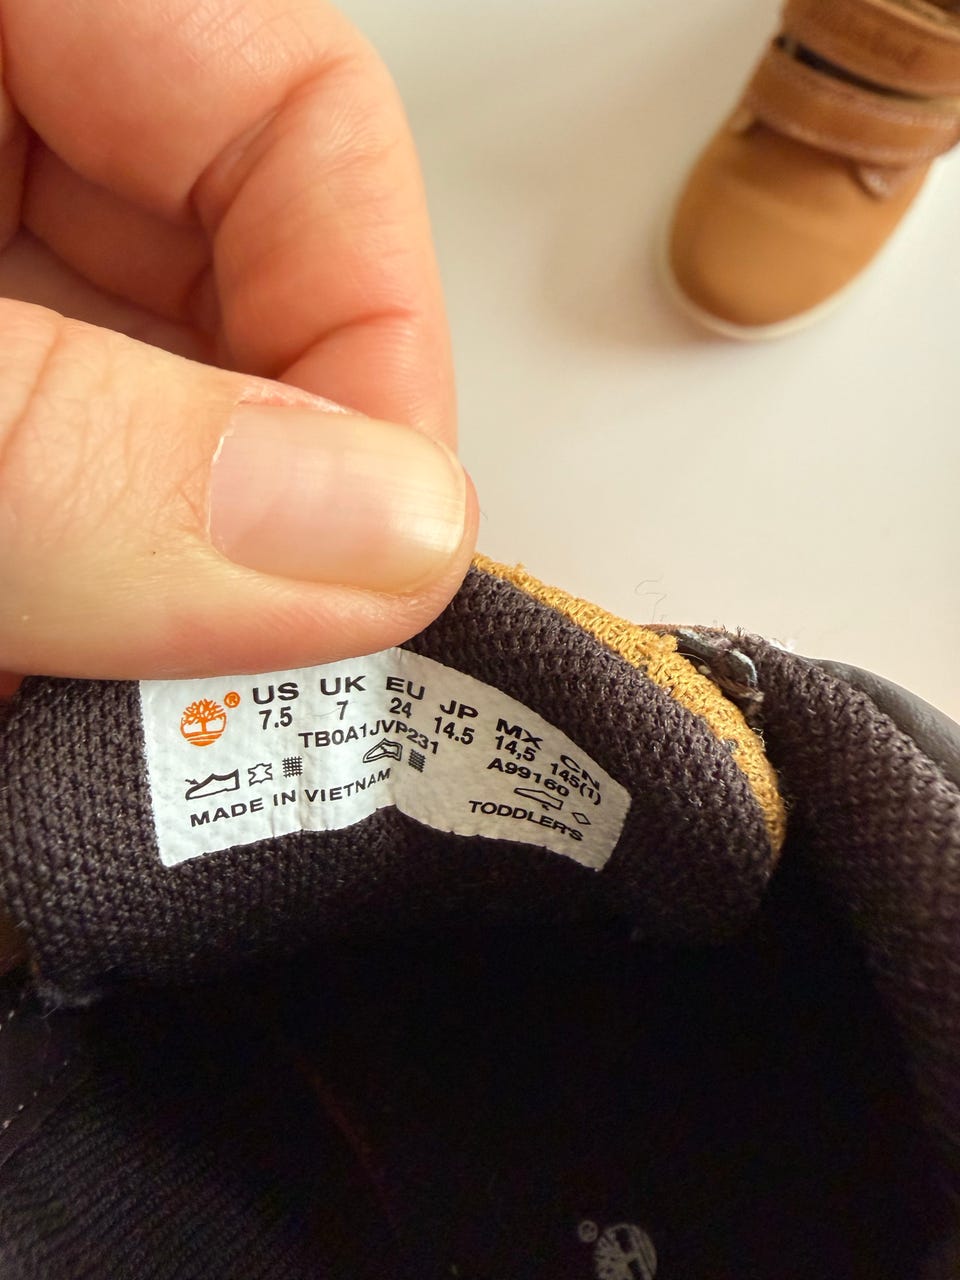 ® US UK EU JP MX CN
7.5 7 24 14.5 14,5 145(1)
TB0A1JVP231 A99160
MADE IN VIETNAM TODDLERS
®